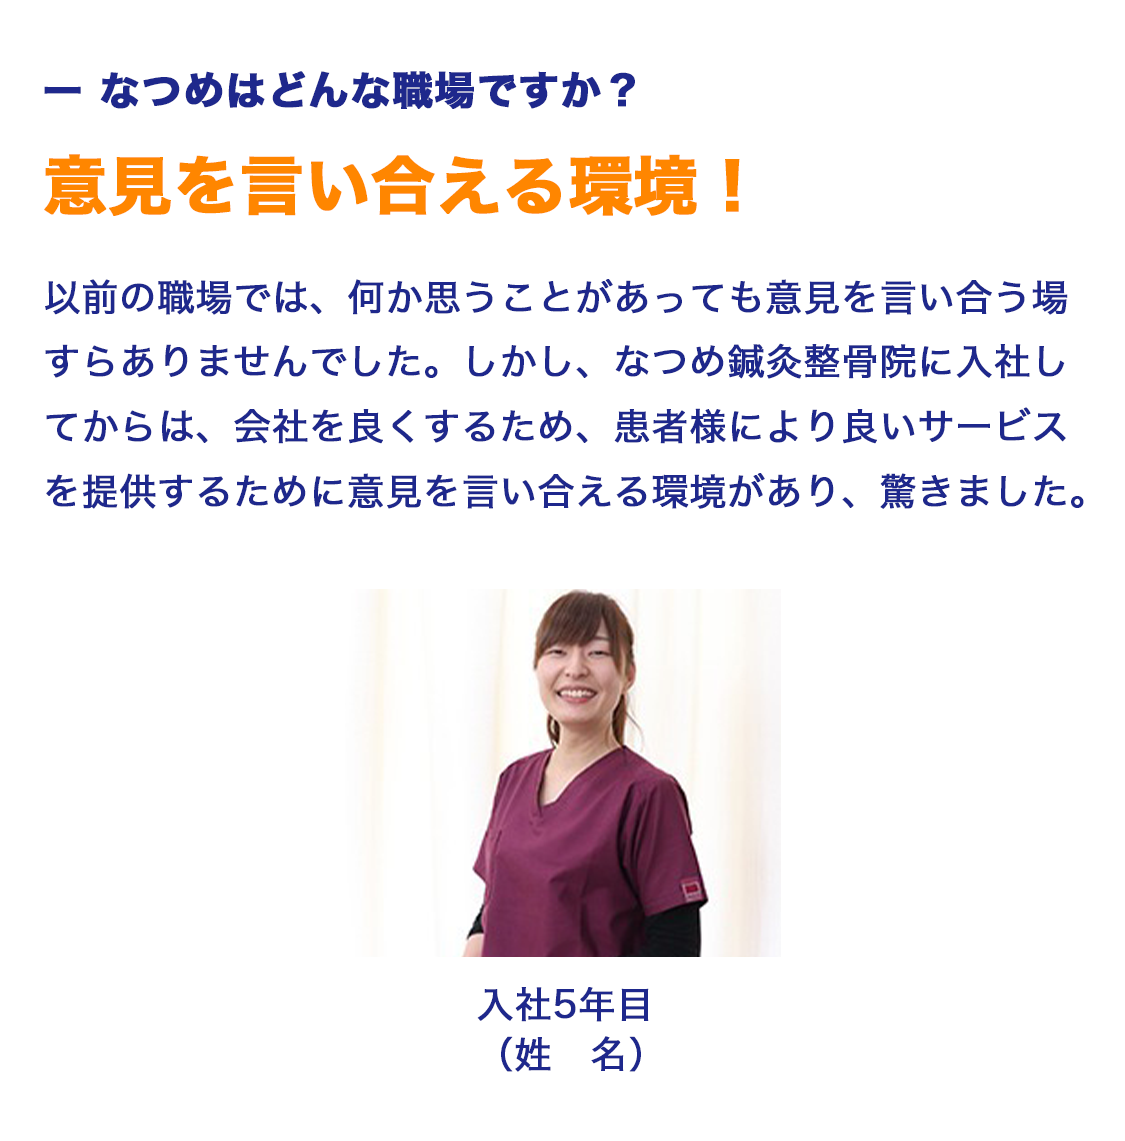 ー なつめはどんな職場ですか？
意見を言い合える環境！
以前の職場では、何か思うことがあっても意見を言い合う場
すらありませんでした。しかし、なつめ鍼灸整骨院に入社し
てからは、会社を良くするため、患者様により良いサービス
を提供するために意見を言い合える環境があり、驚きました。
入社5年目
（姓　名）